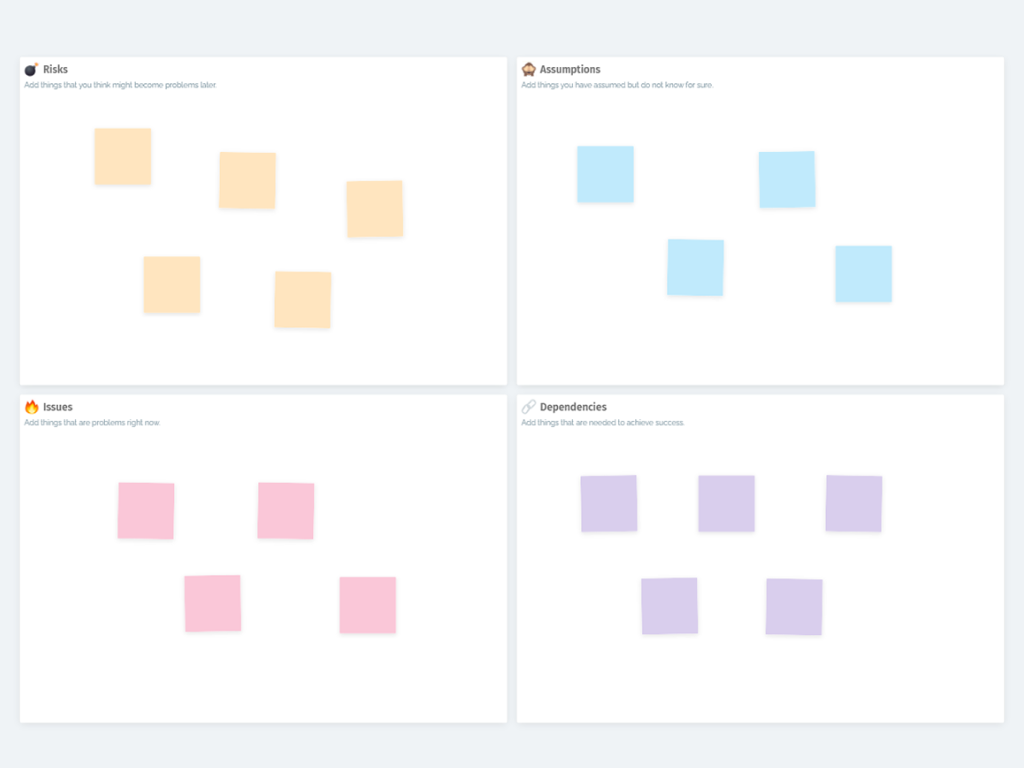 Risks
Add things that you think might become problems later.
Assumptions
Add things you have assumed but do not know for sure.
Issues
Add things that are problems right now.
Dependencies
Add things that are needed to achieve success.